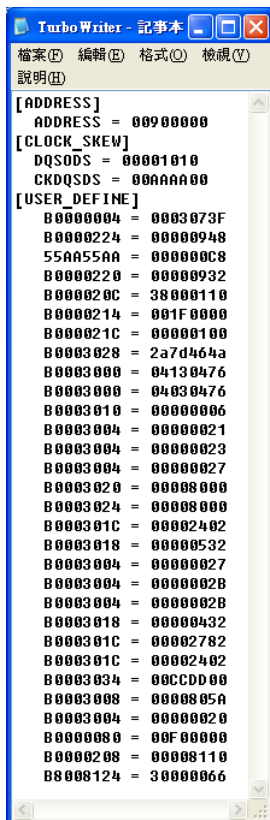 TurboWriter - 記事本
檔案(F) 編輯(E) 格式(O) 檢視(V)
說明(H)
[ADDRESS]
ADDRESS = 00900000
[CLOCK_SKEW]
DQSODS = 00001010
CKDQSDS = 00AAAA00
[USER_DEFINE]
B0000004 = 0003073F
B0000224 = 00000948
55AA55AA = 000000C8
B0000220 = 00000932
B000020C = 38000110
B0000214 = 001F0000
B000021C = 00000100
B0003028 = 2a7d464a
B0003000 = 04130476
B0003000 = 04030476
B0003010 = 00000006
B0003004 = 00000021
B0003004 = 00000023
B0003004 = 00000027
B0003020 = 00008000
B0003024 = 00008000
B000301C = 00002402
B0003018 = 00000532
B0003004 = 00000027
B0003004 = 0000002B
B0003004 = 0000002B
B0003018 = 00000432
B000301C = 00002782
B000301C = 00002402
B0003034 = 00CCDD00
B0003008 = 0000805A
B0003004 = 00000020
B0000080 = 00F00000
B0000208 = 00008110
B8008124 = 30000066